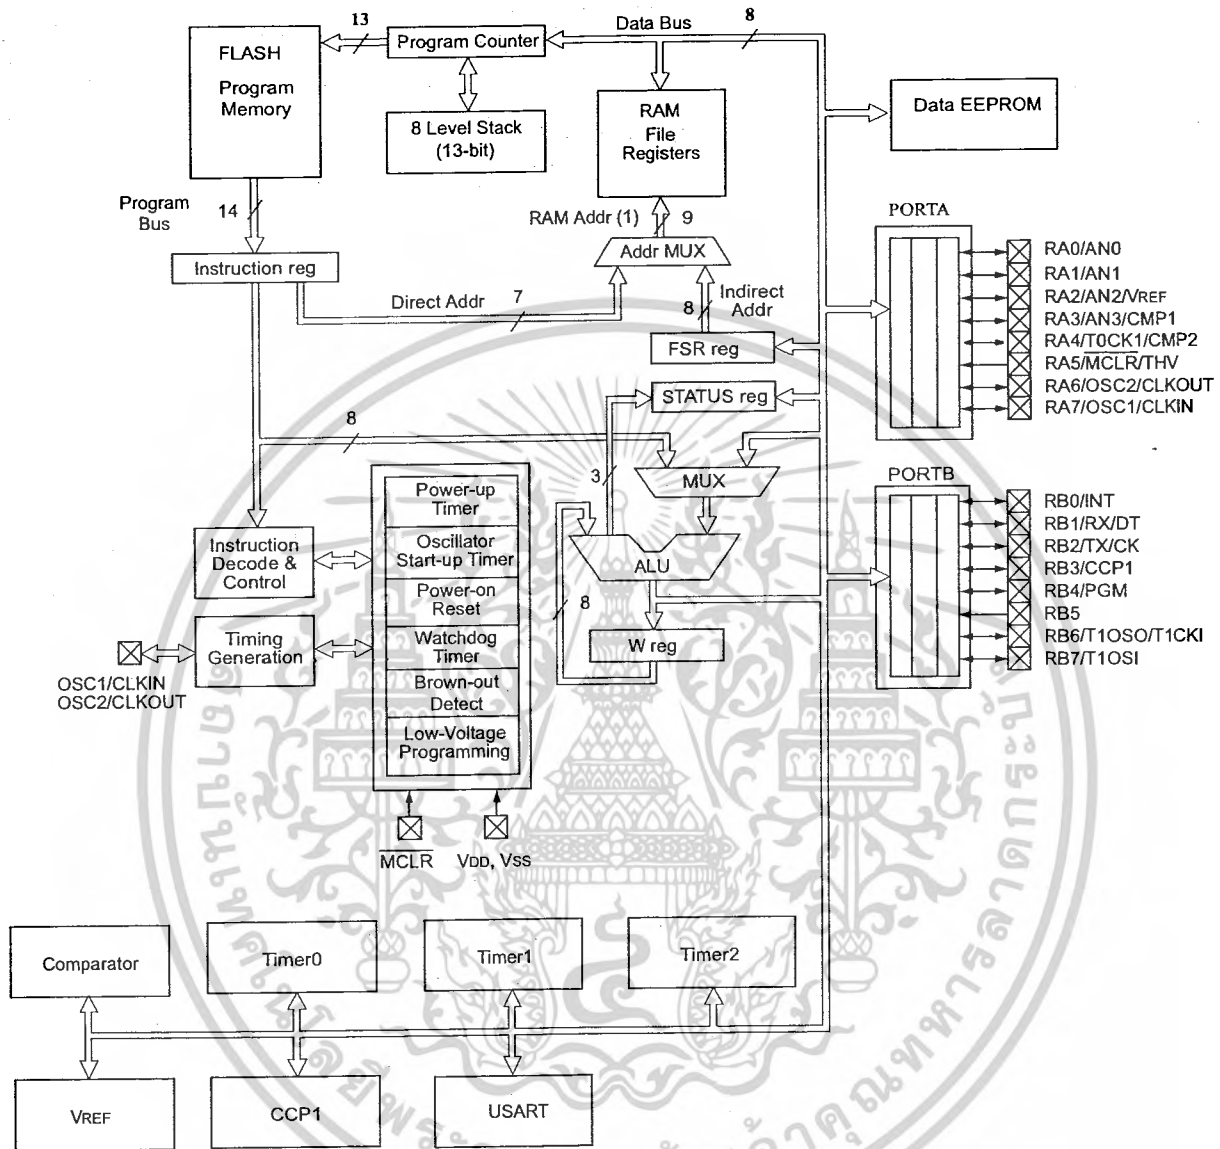 13
Data Bus
8
FLASH
Program
Memory
Program Counter
8 Level Stack
(13-bit)
RAM
File
Registers
Data EEPROM
Program
Bus
14
RAM Addr (1)
9
PORTA
Addr MUX
Instruction reg
Direct Addr
7
8
Indirect
Addr
FSR reg
STATUS reg
RA0/AN0
RA1/AN1
RA2/AN2/VREF
RA3/AN3/CMP1
RA4/T0CK1/CMP2
RA5/MCLR/THV
RA6/OSC2/CLKOUT
RA7/OSC1/CLKIN
8
3
MUX
PORTB
Power-up
Timer
Oscillator
Start-up Timer
Power-on
Reset
Watchdog
Timer
Brown-out
Detect
Low-Voltage
Programming
Instruction
Decode &
Control
Timing
Generation
OSC1/CLKIN
OSC2/CLKOUT
ALU
8
W reg
RB0/INT
RB1/RX/DT
RB2/TX/CK
RB3/CCP1
RB4/PGM
RB5
RB6/T1OSO/T1CKI
RB7/T1OSI
MCLR
VDD, VSS
Comparator
Timer0
Timer1
Timer2
VREF
CCP1
USART